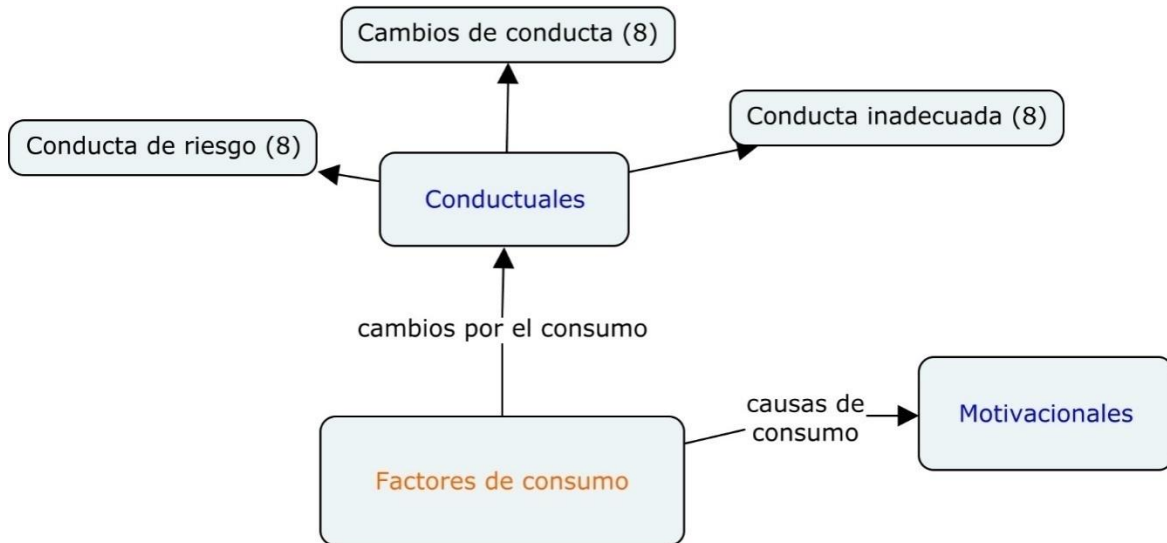 Cambios de conducta (8)
Conducta inadecuada (8)
Conducta de riesgo (8)
Conductuales
cambios por el consumo
causas de
consumo
Motivacionales
Factores de consumo